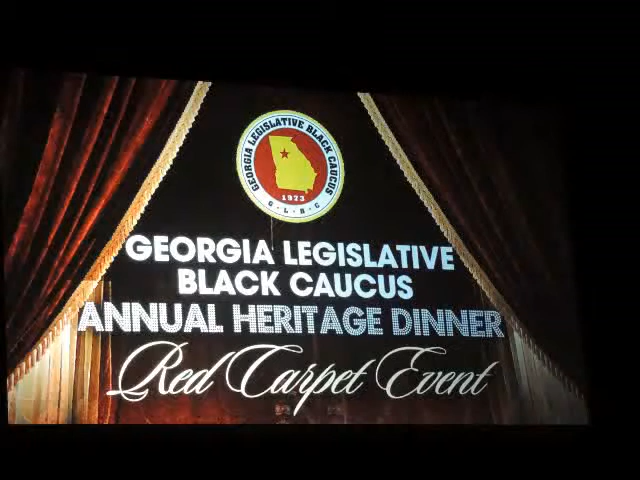 GEORGIA LEGISLATIVE BLACK CAUCUS
1973
G·L·B·C
GEORGIA LEGISLATIVE
BLACK CAUCUS
ANNUAL HERITAGE DINNER
Red Carpet Event